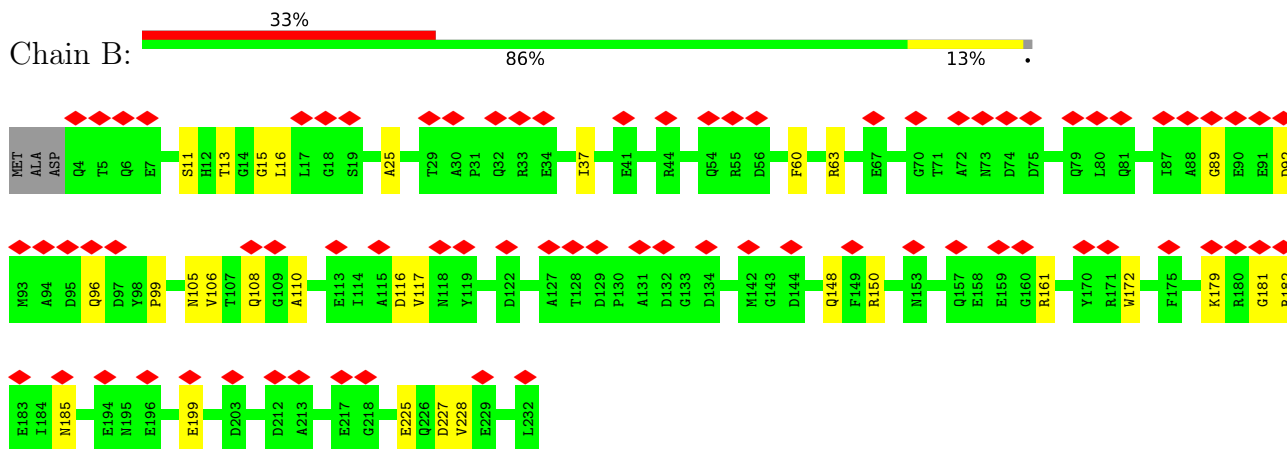 33%
Chain B:
86% 13% •
MET ALA ASP Q4 T5 Q6 E7 S11 H12 T13 G14 G15 L16 L17 G18 S19 A25 T29 A30 P31 Q32 R33 E34 I37 E41 R44 Q54 R55 D56 F60 R63 E67 G70 T71 A72 N73 D74 D75 Q79 L80 Q81 I87 A88 G89 E90 E91 D92
M93 A94 D95 Q96 D97 Y98 P99 N105 V106 T107 Q108 G109 A110 E113 I114 A115 D116 V117 N118 Y119 D122 A127 T128 D129 P130 A131 D132 G133 D134 M142 G143 D144 Q148 F149 R150 N153 Q157 E158 E159 G160 R161 Y170 R171 W172 F175 K179 R180 G181 R182
E183 I184 N185 E194 N195 E196 E199 D203 D212 A213 E217 G218 E225 Q226 D227 V228 E229 L232